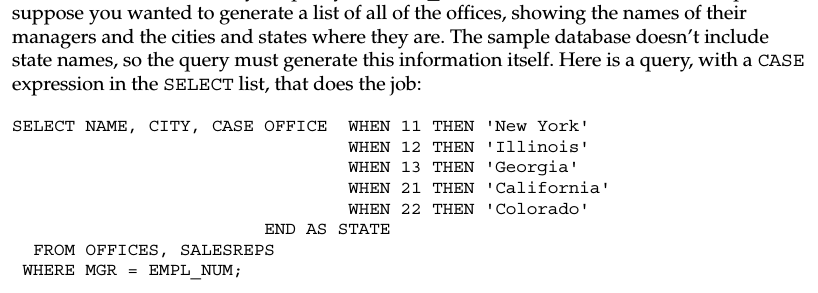 suppose you wanted to generate a list of all of the offices, showing the names of their
managers and the cities and states where they are. The sample database doesn't include
state names, so the query must generate this information itself. Here is a query, with a CASE
expression in the SELECT list, that does the job:
SELECT NAME, CITY, CASE OFFICE WHEN 11 THEN 'New York'
WHEN 12 THEN 'Illinois'
WHEN 13 THEN 'Georgia'
WHEN 21 THEN 'California'
WHEN 22 THEN 'Colorado'
END AS STATE
FROM OFFICES, SALESREPS
WHERE MGR = EMPL_NUM;